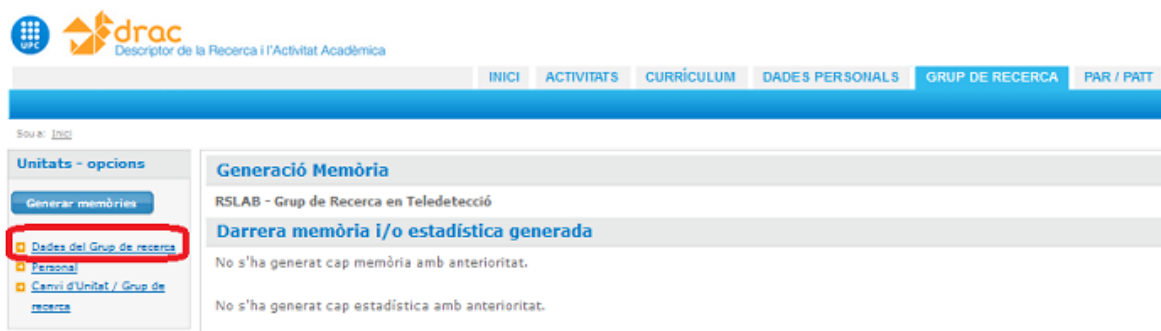 UPC
drac
Descriptor de la Recerca i l'Activitat Acadèmica
INICI ACTIVITATS CURRÍCULUM DADES PERSONALS GRUP DE RECERCA PAR / PATT
Sou a: Inici
Unitats - opcions
Generar memòries
Dades del Grup de recerca
Personal
Canvi d'Unitat / Grup de
recerca
Generació Memòria
RSLAB - Grup de Recerca en Teledetecció
Darrera memòria i/o estadística generada
No s'ha generat cap memòria amb anterioritat.
No s'ha generat cap estadística amb anterioritat.